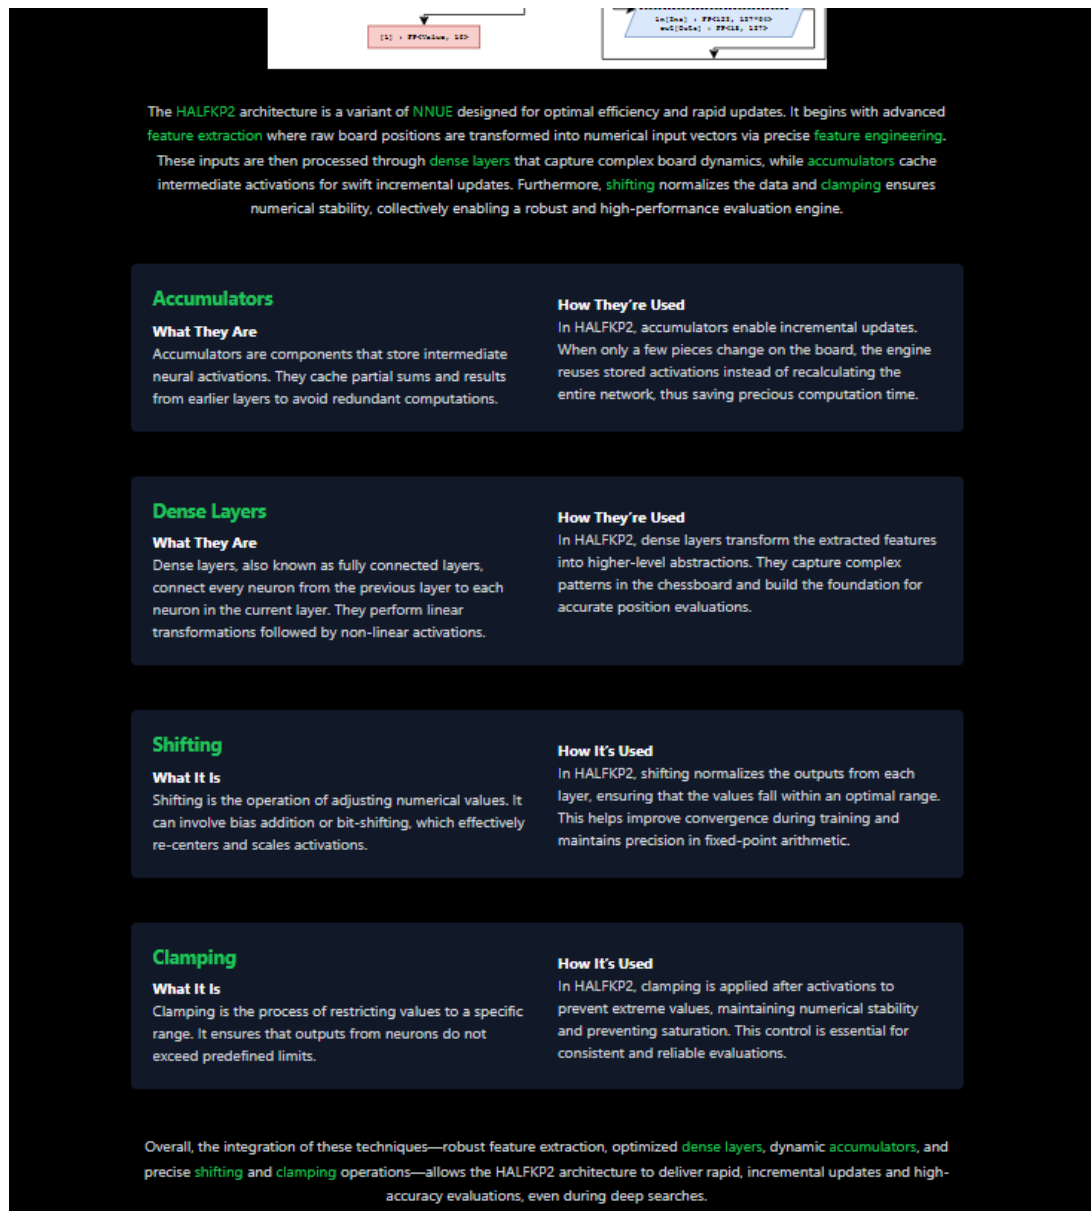 The HALFKP2 architecture is a variant of NNUE designed for optimal efficiency and rapid updates. It begins with advanced
feature extraction where raw board positions are transformed into numerical input vectors via precise feature engineering.
These inputs are then processed through dense layers that capture complex board dynamics, while accumulators cache
intermediate activations for swift incremental updates. Furthermore, shifting normalizes the data and clamping ensures
numerical stability, collectively enabling a robust and high-performance evaluation engine.
Accumulators
What They Are
Accumulators are components that store intermediate
neural activations. They cache partial sums and results
from earlier layers to avoid redundant computations.
How They're Used
In HALFKP2, accumulators enable incremental updates.
When only a few pieces change on the board, the engine
reuses stored activations instead of recalculating the
entire network, thus saving precious computation time.
Dense Layers
What They Are
Dense layers, also known as fully connected layers,
connect every neuron from the previous layer to each
neuron in the current layer. They perform linear
transformations followed by non-linear activations.
How They're Used
In HALFKP2, dense layers transform the extracted features
into higher-level abstractions. They capture complex
patterns in the chessboard and build the foundation for
accurate position evaluations.
Shifting
What It Is
Shifting is the operation of adjusting numerical values. It
can involve bias addition or bit-shifting, which effectively
re-centers and scales activations.
How It's Used
In HALFKP2, shifting normalizes the outputs from each
layer, ensuring that the values fall within an optimal range.
This helps improve convergence during training and
maintains precision in fixed-point arithmetic.
Clamping
What It Is
Clamping is the process of restricting values to a specific
range. It ensures that outputs from neurons do not
exceed predefined limits.
How It's Used
In HALFKP2, clamping is applied after activations to
prevent extreme values, maintaining numerical stability
and preventing saturation. This control is essential for
consistent and reliable evaluations.
Overall, the integration of these techniques—robust feature extraction, optimized dense layers, dynamic accumulators, and
precise shifting and clamping operations—allows the HALFKP2 architecture to deliver rapid, incremental updates and high-
accuracy evaluations, even during deep searches.